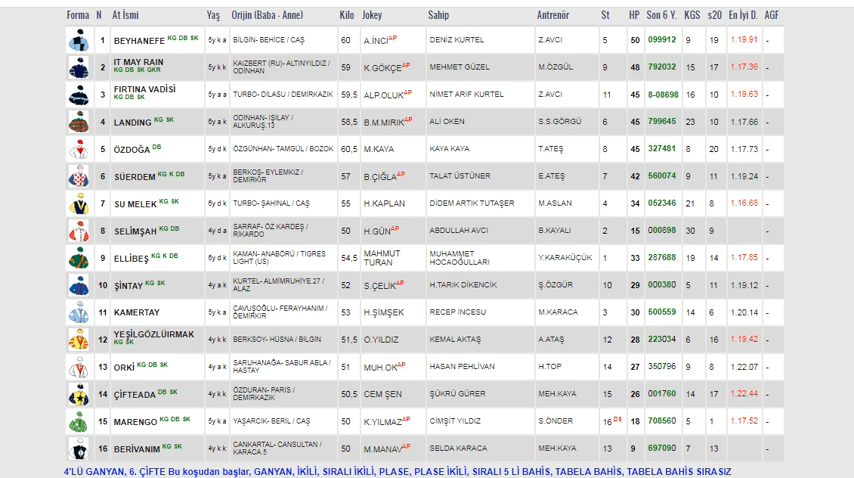 Forma N At İsmi Yaş Orijin (Baba - Anne) Kilo Jokey Sahip Antrenör St HP Son 6 Y. KGS s20 En İyi D. AGF
1 BEYHANEFE KG DB SK 5y k a BİLGİN- BEHİCE / CAŞ 60 A.İNCİ AP DENİZ KURTEL Z.AVCI 5 50 099912 9 19 1.19.91 -
2 IT MAY RAIN KG DB SK GKR 5y k k KAIZBERT (RU)- ALTINYILDIZ / ODİNHAN 59 K.GÖKÇE AP MEHMET GÜZEL M.ÖZGÜL 9 48 792032 15 17 1.17.36 -
3 FIRTINA VADİSİ KG DB SK 5y a a TURBO- DİLASU / DEMİRKAZIK 59,5 ALP.OLUK AP NİMET ARİF KURTEL Z.AVCI 11 45 8-08698 16 10 1.19.63 -
4 LANDING KG SK 6y a k ODİNHAN- IŞILAY / ALKURUŞ.13 58,5 B.M.MIRIK AP ALİ OKEN S.S.GÖRGÜ 6 45 799645 23 10 1.17.66 -
5 ÖZDOĞA DB 5y d k ÖZGÜNHAN- TAMGÜL / BOZOK 60,5 M.KAYA KAYA KAYA T.ATEŞ 8 45 327481 8 20 1.17.73 -
6 SÜERDEM KG K DB 5y k a BERKOŞ- EYLEMKIZ / DEMİRKIR 57 B.ÇIĞLA AP TALAT ÜSTÜNER E.ATEŞ 7 42 560074 9 11 1.19.24 -
7 SU MELEK KG SK 6y d k TURBO- ŞAHİNAL / CAŞ 55 H.KAPLAN DİDEM ARTIK TUTAŞER M.ASLAN 4 34 052346 21 8 1.16.68 -
8 SELİMŞAH KG DB 4y d a SARRAF- ÖZ KARDEŞ / RİKARDO 50 H.GÜN AP ABDULLAH AVCI B.KAYALI 2 15 000898 30 9 -
9 ELLİBEŞ KG K DB 6y d k KAMAN- ANABÖRÜ / TIGRES LIGHT (US) 54,5 MAHMUT TURAN MUHAMMET HOCAOĞULLARI Y.KARAKÜÇÜK 1 33 287688 19 14 1.17.85 -
10 ŞİNTAY KG SK 4y a k KURTEL- ALMİMRUHİYE.27 / ALAZ 52 S.ÇELİK AP H.TARIK DİKENCİK Ş.ÖZGÜR 10 29 000380 5 11 1.19.12 -
11 KAMERTAY 5y k a ÇAVUŞOĞLU- FERAYHANIM / DEMİRKIR 53 H.ŞİMŞEK RECEP İNCESU M.KARACA 3 30 500559 14 6 1.20.14 -
12 YEŞİLGÖZLÜIRMAK KG SK 4y k k BERKSOY- HÜSNA / BİLGİN 51,5 O.YILDIZ KEMAL AKTAŞ A.ATAŞ 12 28 223034 6 16 1.19.42 -
13 ORKİ KG DB SK 4y a k SARUHANAĞA- SABUR ABLA / HASTAY 51 MUH.OK AP HASAN PEHLİVAN H.TOP 14 27 350796 9 8 1.22.07 -
14 ÇİFTEADA DB SK 4y k k ÖZDURAN- PARİS / DEMİRKAZIK 50,5 CEM ŞEN ŞÜKRÜ GÜRER MEH.KAYA 15 26 001760 14 17 1.22.44 -
15 MARENGO KG DB SK 5y k a YAŞARCIK- BERİL / CAŞ 50 K.YILMAZ AP CİMŞİT YILDIZ S.ÖNDER 16 DS 18 708560 5 1 1.17.52 -
16 BERİVANIM KG SK 4y k k CANKARTAL- CANSULTAN / KARACA.5 50 M.MANAV AP SELDA KARACA MEH.KAYA 13 9 697090 7 13 -
4'LÜ GANYAN, 6. ÇİFTE Bu koşudan başlar, GANYAN, İKİLİ, SIRALI İKİLİ, PLASE, PLASE İKİLİ, SIRALI 5 Lİ BAHİS, TABELA BAHİS, TABELA BAHİS SIRASIZ